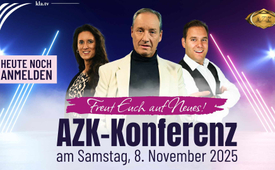 kla.tv
HEUTE NOCH
ANMELDEN
Freut Euch auf Neues!
AZK-Konferenz
am Samstag, 8. November 2025